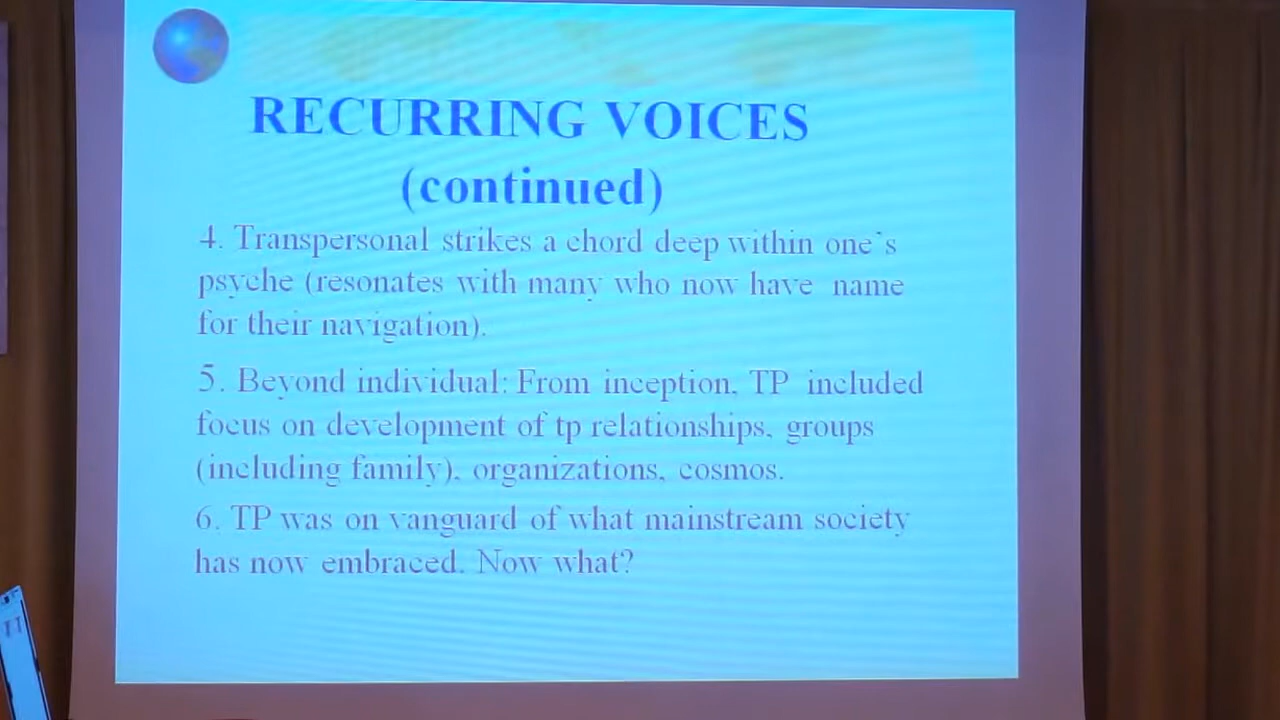 RECURRING VOICES
(continued)
4. Transpersonal strikes a chord deep within one`s
psyche (resonates with many who now have name
for their navigation).
5. Beyond individual: From inception, TP included
focus on development of tp relationships, groups
(including family), organizations, cosmos.
6. TP was on vanguard of what mainstream society
has now embraced. Now what?